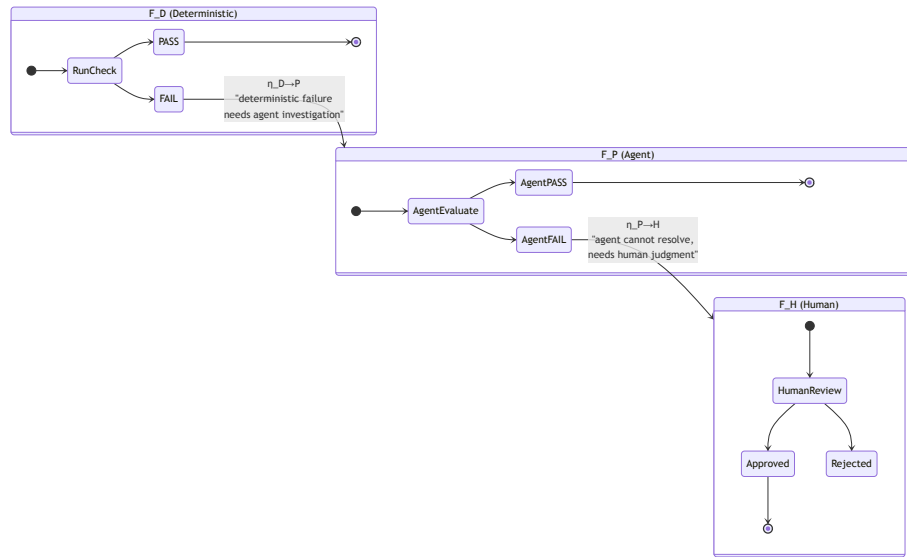 F_D (Deterministic)
PASS
RunCheck
FAIL
η_D→P
"deterministic failure
needs agent investigation"
F_P (Agent)
AgentPASS
AgentEvaluate
AgentFAIL
η_P→H
"agent cannot resolve,
needs human judgment"
F_H (Human)
HumanReview
Approved
Rejected